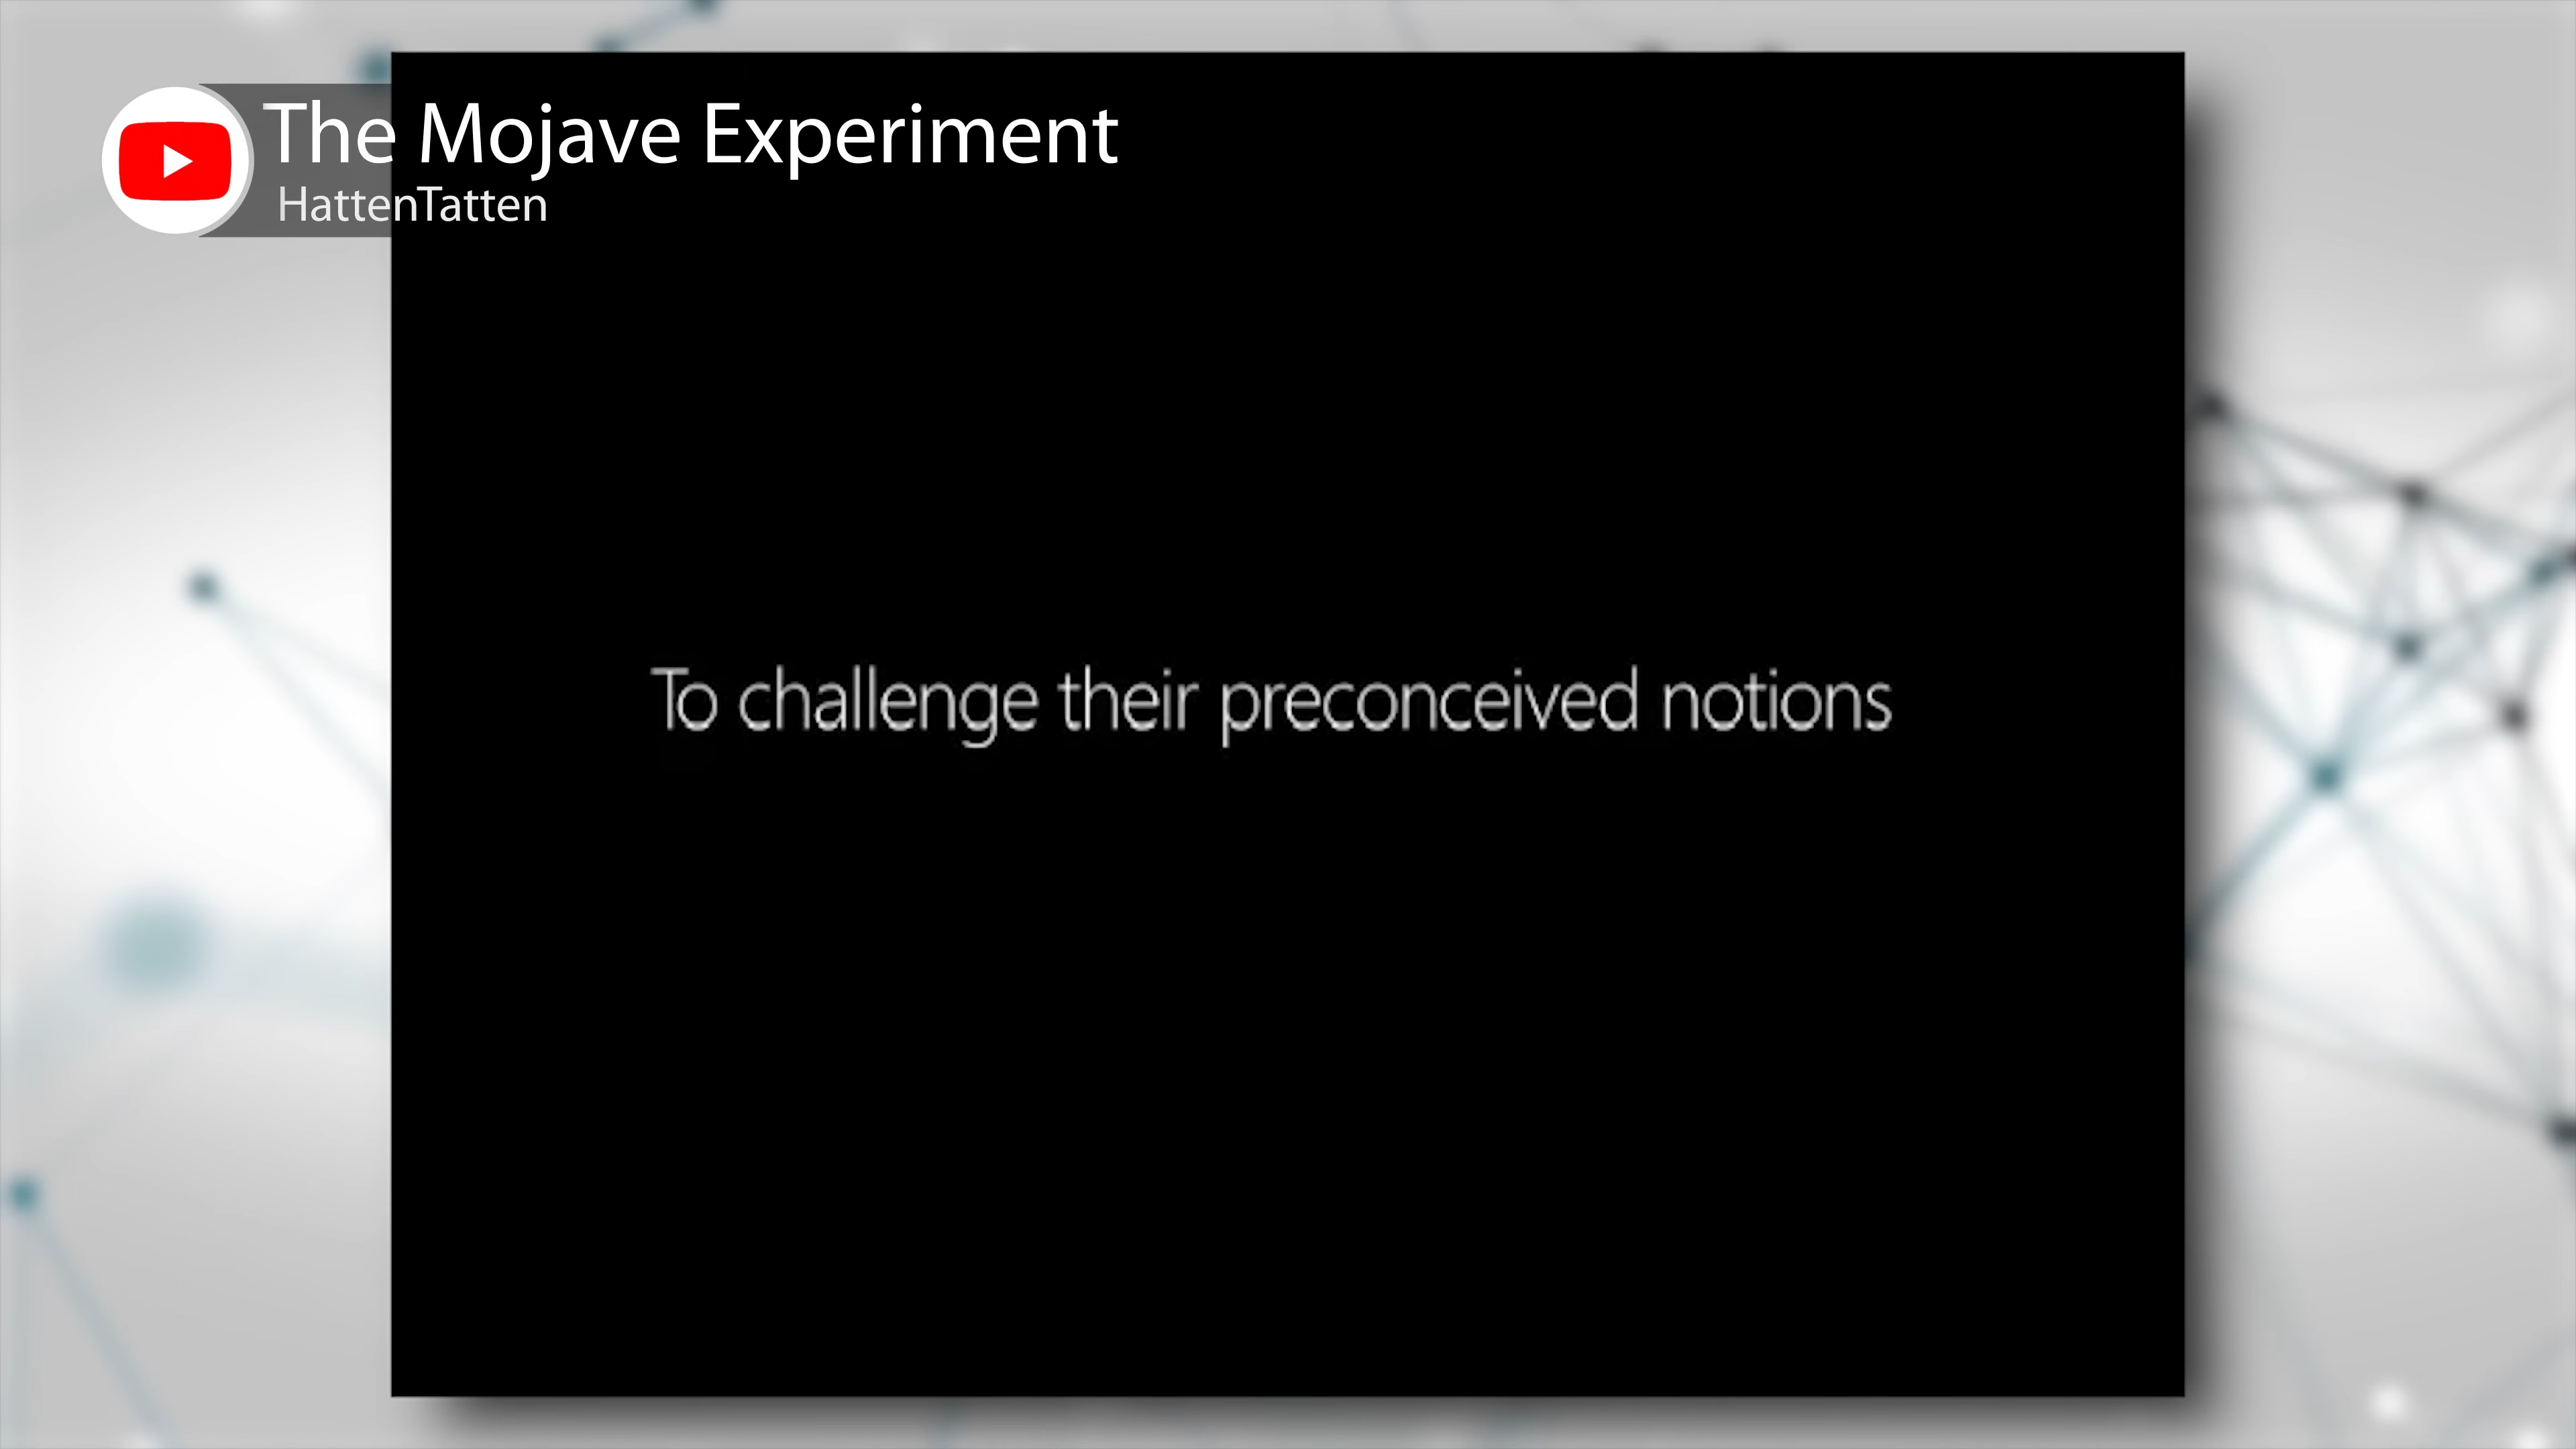 The Mojave Experiment
HattenTatten
To challenge their preconceived notions